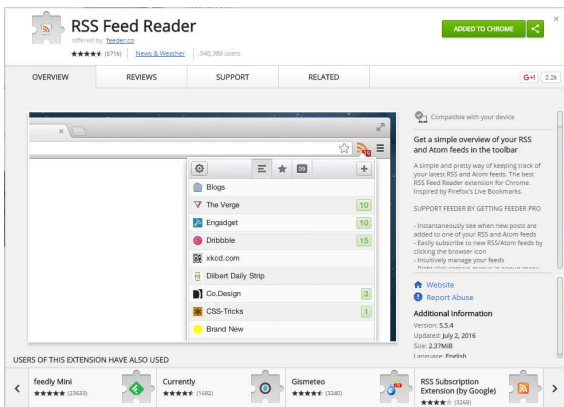 RSS Feed Reader
offered by feeder.co
(5716) News & Weather 540,386 users
ADDED TO CHROME
OVERVIEW REVIEWS SUPPORT RELATED
G+1 2.2k
Blogs
The Verge 10
Engadget 10
Dribbble 15
xkcd.com
Dilbert Daily Strip
Co.Design 3
CSS-Tricks 1
Brand New
Compatible with your device
Get a simple overview of your RSS
and Atom feeds in the toolbar
A simple and pretty way of keeping track of
your latest RSS and Atom feeds. The best
RSS Feed Reader extension for Chrome.
Inspired by Firefox's Live Bookmarks.
SUPPORT FEEDER BY GETTING FEEDER PRO
- Instantaneously see when new posts are
added to one of your RSS and Atom feeds
- Easily subscribe to new RSS/Atom feeds by
clicking the browser icon
- Intuitively manage your feeds
Website
Report Abuse
Additional Information
Version: 5.5.4
Updated: July 2, 2016
Size: 2.37MiB
Language: English
USERS OF THIS EXTENSION HAVE ALSO USED
feedly Mini
(23633)
Currently
(1682)
Gismeteo
(3240)
RSS Subscription
Extension (by Google)
(3268)